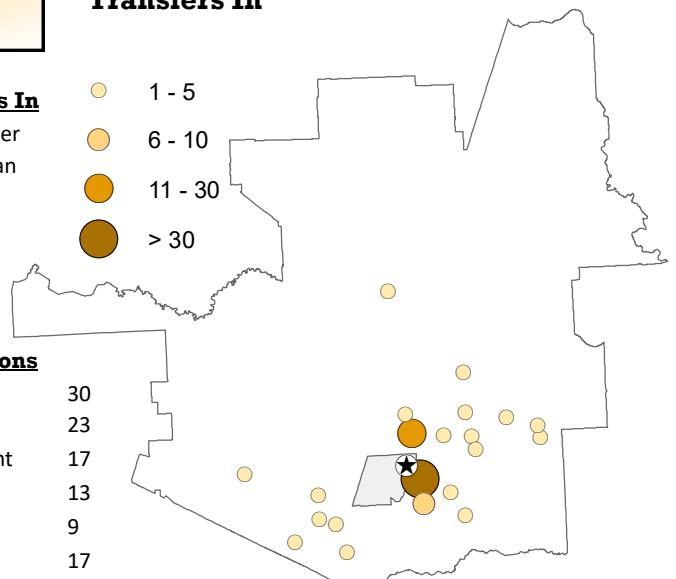 Transfers In
s In
er
an
1 - 5
6 - 10
11 - 30
> 30
ons
30
23
nt 17
13
9
17